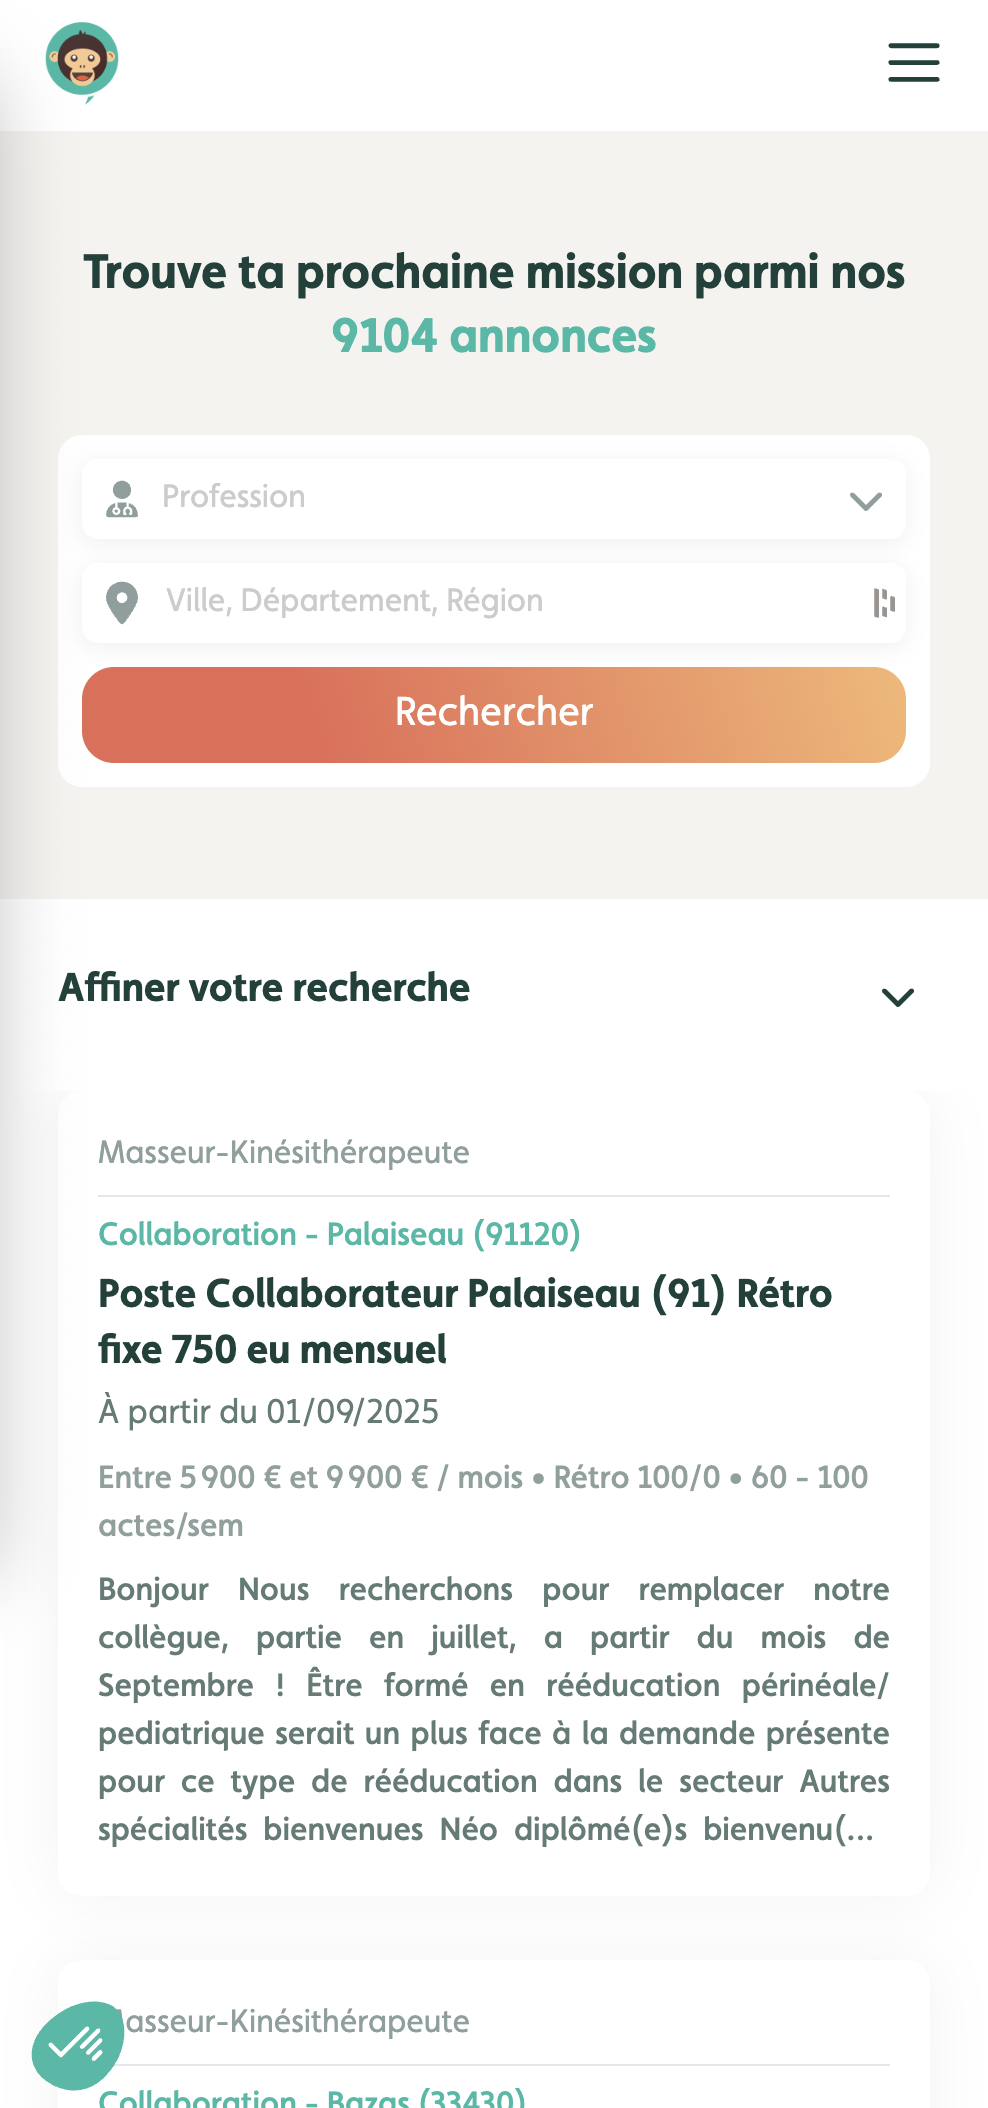 Trouve ta prochaine mission parmi nos
9104 annonces
Profession
Ville, Département, Région
Rechercher
Affiner votre recherche
Masseur-Kinésithérapeute
Collaboration - Palaiseau (91120)
Poste Collaborateur Palaiseau (91) Rétro
fixe 750 eu mensuel
À partir du 01/09/2025
Entre 5 900 € et 9 900 € / mois • Rétro 100/0 • 60 - 100
actes/sem
Bonjour Nous recherchons pour remplacer notre
collègue, partie en juillet, a partir du mois de
Septembre ! Être formé en rééducation périnéale/
pediatrique serait un plus face à la demande présente
pour ce type de rééducation dans le secteur Autres
spécialités bienvenues Néo diplômé(e)s bienvenu(...
Masseur-Kinésithérapeute
Collaboration - Bazas (33430)